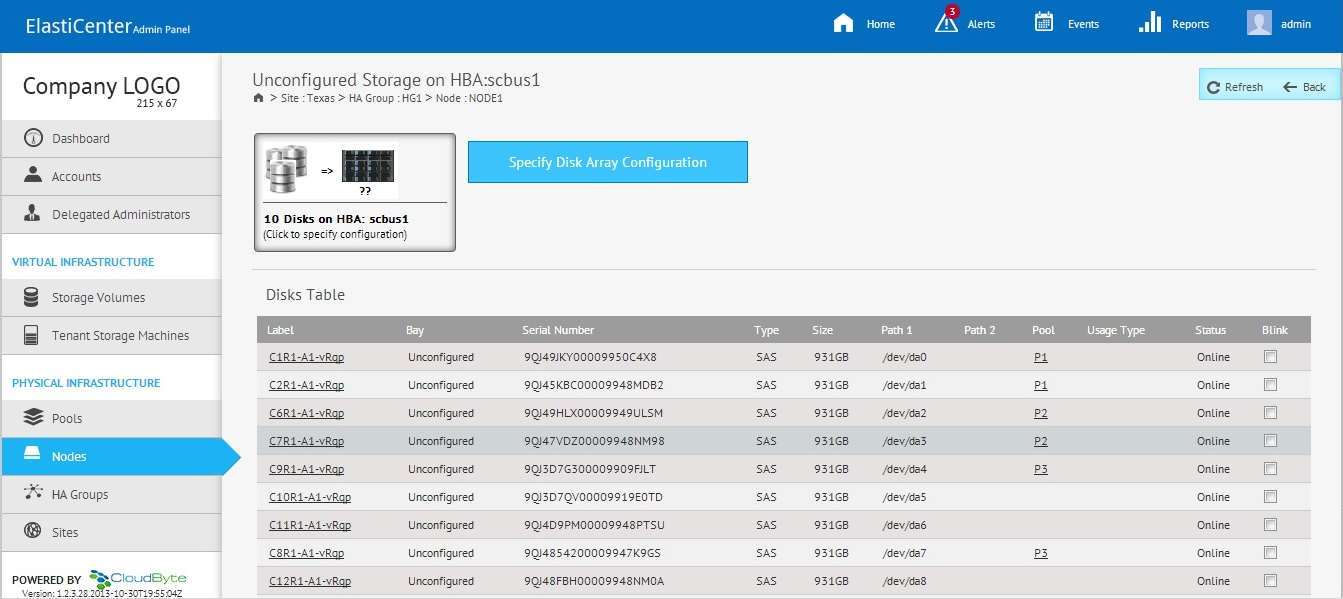 ElastiCenter Admin Panel
Home
3
Alerts
Events
Reports
admin
Company LOGO
215 x 67
Dashboard
Accounts
Delegated Administrators
VIRTUAL INFRASTRUCTURE
Storage Volumes
Tenant Storage Machines
PHYSICAL INFRASTRUCTURE
Pools
Nodes
HA Groups
Sites
POWERED BY CloudByte
Version: 1.2.3.28.2013-10-30T19:55:04Z
Unconfigured Storage on HBA:scbus1
> Site : Texas > HA Group : HG1 > Node : NODE1
Refresh Back
=>
??
10 Disks on HBA: scbus1
(Click to specify configuration)
Specify Disk Array Configuration
Disks Table
Label Bay Serial Number Type Size Path 1 Path 2 Pool Usage Type Status Blink
C1R1-A1-vRqp Unconfigured 9QJ49JKY00009950C4X8 SAS 931GB /dev/da0 P1 Online
C2R1-A1-vRqp Unconfigured 9QJ45KBC00009948MDB2 SAS 931GB /dev/da1 P1 Online
C6R1-A1-vRqp Unconfigured 9QJ49HLX00009949ULSM SAS 931GB /dev/da2 P2 Online
C7R1-A1-vRqp Unconfigured 9QJ47VDZ00009948NM98 SAS 931GB /dev/da3 P2 Online
C9R1-A1-vRqp Unconfigured 9QJ3D7G300009909FJLT SAS 931GB /dev/da4 P3 Online
C10R1-A1-vRqp Unconfigured 9QJ3D7QV00009919E0TD SAS 931GB /dev/da5 Online
C11R1-A1-vRqp Unconfigured 9QJ4D9PM00009948PTSU SAS 931GB /dev/da6 Online
C8R1-A1-vRqp Unconfigured 9QJ4854200009947K9GS SAS 931GB /dev/da7 P3 Online
C12R1-A1-vRqp Unconfigured 9QJ48FBH00009948NM0A SAS 931GB /dev/da8 Online